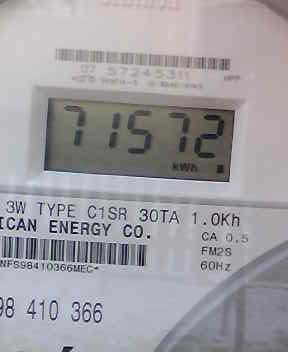 07 57245311
71572
kWh
3W TYPE C1SR 30TA 1.0Kh
ICAN ENERGY CO.
CA 0.5
FM2S
60Hz
NFS98410366MEC*
98 410 366